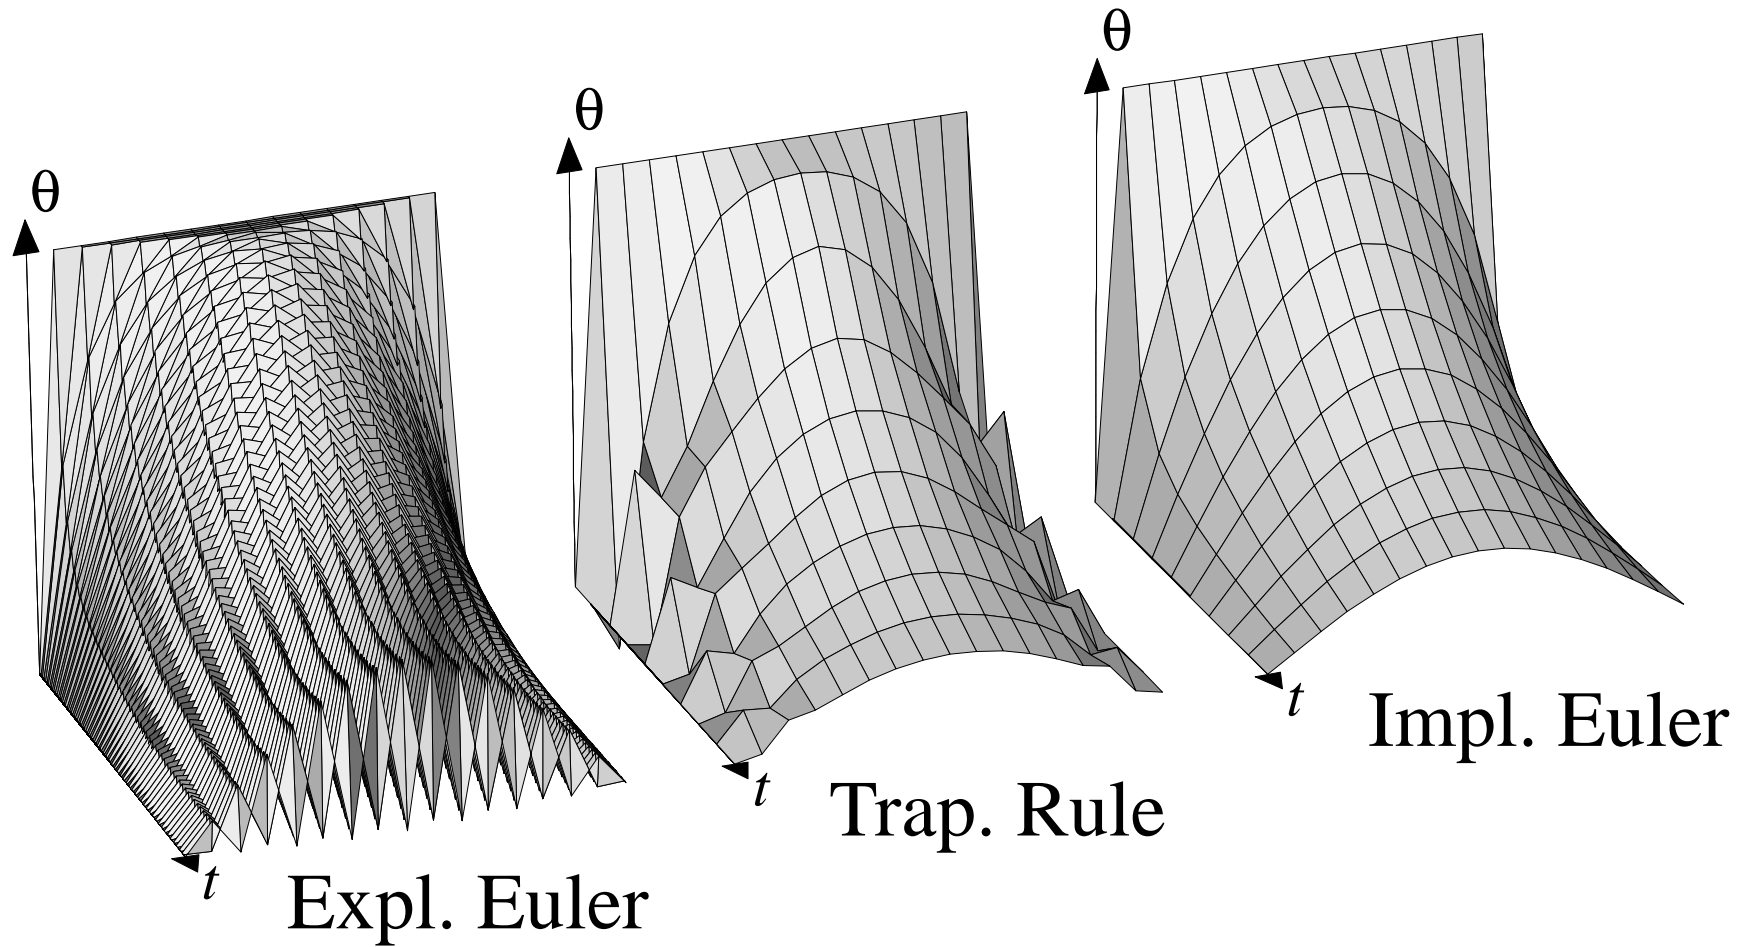 θ
t
Expl. Euler
θ
t
Trap. Rule
θ
t
Impl. Euler